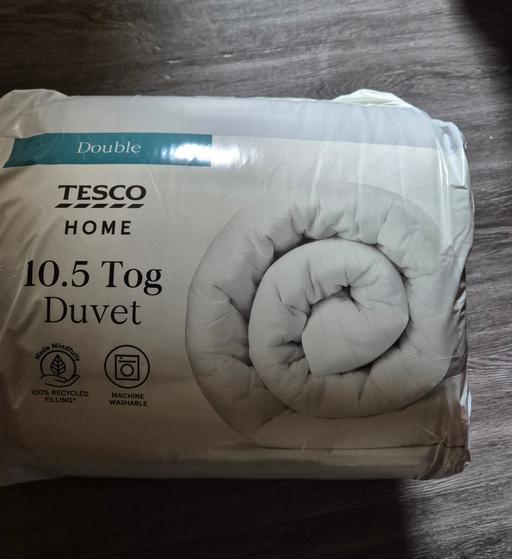 Double
TESCO
HOME
10.5 Tog
Duvet
Made Mindfully
100% RECYCLED
FILLING*
MACHINE
WASHABLE